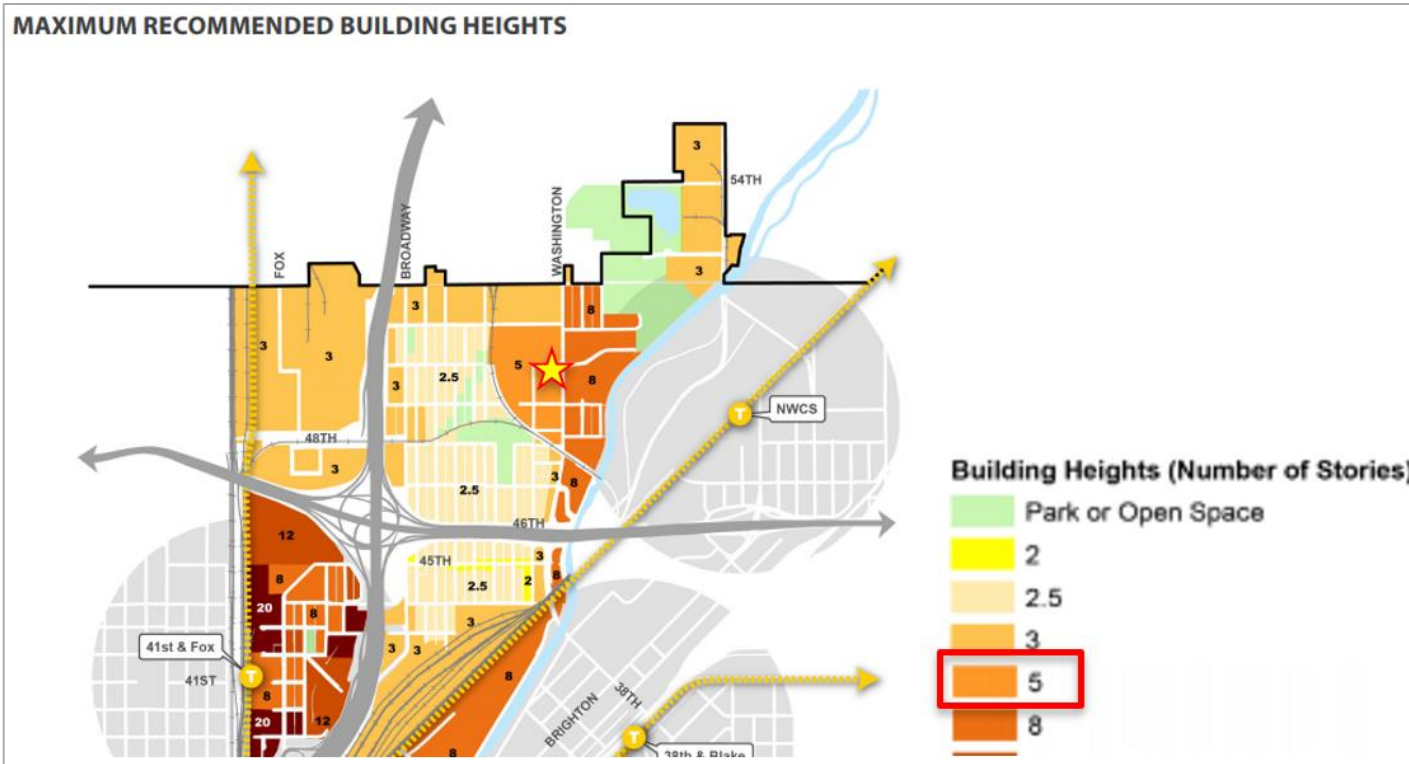 MAXIMUM RECOMMENDED BUILDING HEIGHTS
3
54TH
WASHINGTON
BROADWAY
FOX
3
3
8
3
3
5
8
2.5
3
NWCS
48TH
3
3
8
2.5
46TH
12
45TH
3
8
2.5
2
8
20
8
3
41st & Fox
3
3
41ST
8
8
38TH
BRIGHTON
20
12
8
38th & Blake
T
T
T
Building Heights (Number of Stories)
Park or Open Space
2
2.5
3
5
8